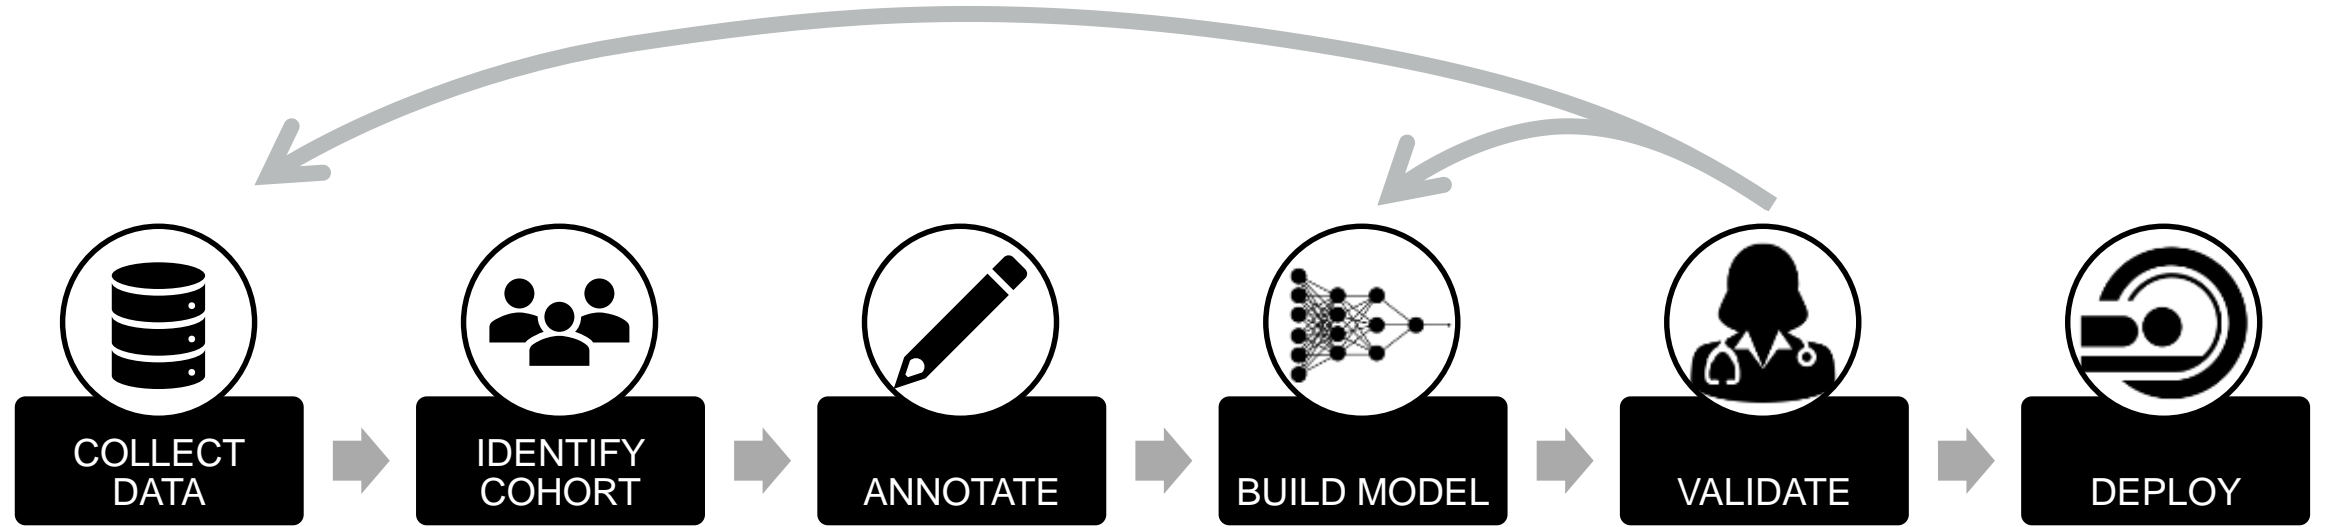 COLLECT
DATA
IDENTIFY
COHORT
ANNOTATE
BUILD MODEL
VALIDATE
DEPLOY